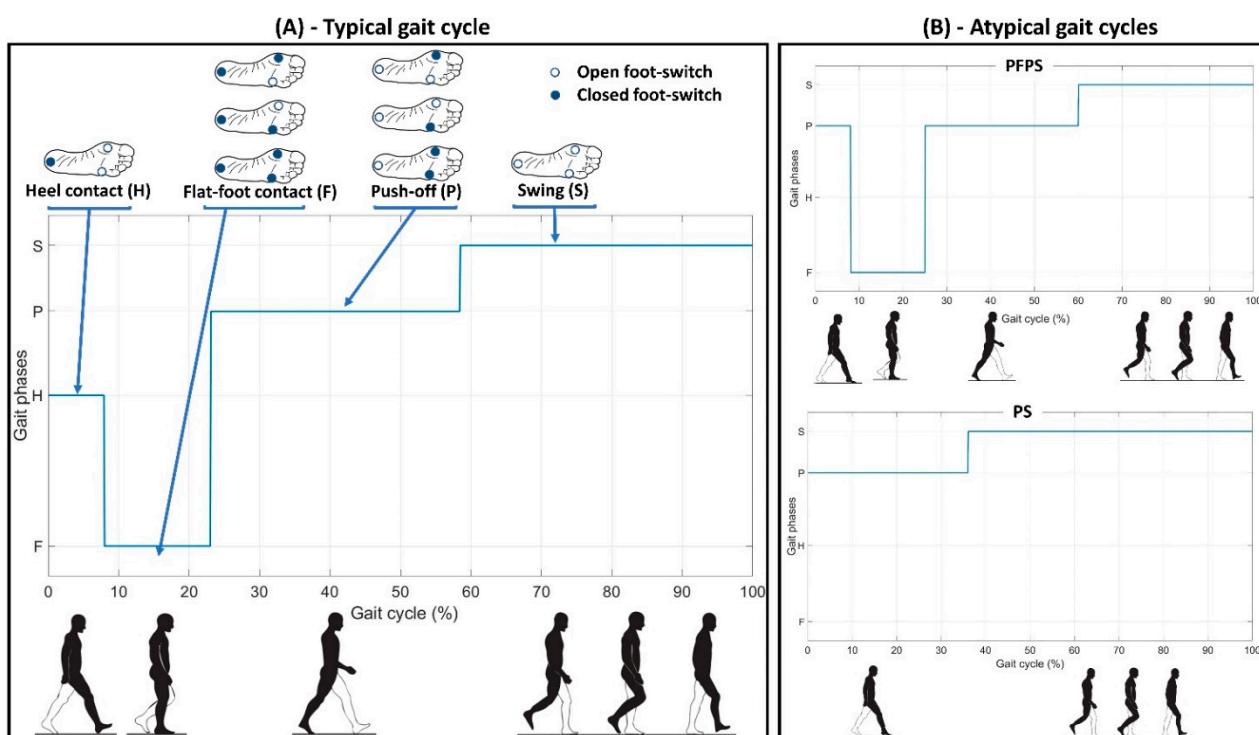 (A) - Typical gait cycle
Open foot-switch
Closed foot-switch
Heel contact (H)
Flat-foot contact (F)
Push-off (P)
Swing (S)
S
P
H
F
Gait phases
0 10 20 30 40 50 60 70 80 90 100
Gait cycle (%)
(B) - Atypical gait cycles
PFPS
S
P
H
F
Gait phases
0 10 20 30 40 50 60 70 80 90 100
Gait cycle (%)
PS
S
P
H
F
Gait phases
0 10 20 30 40 50 60 70 80 90 100
Gait cycle (%)